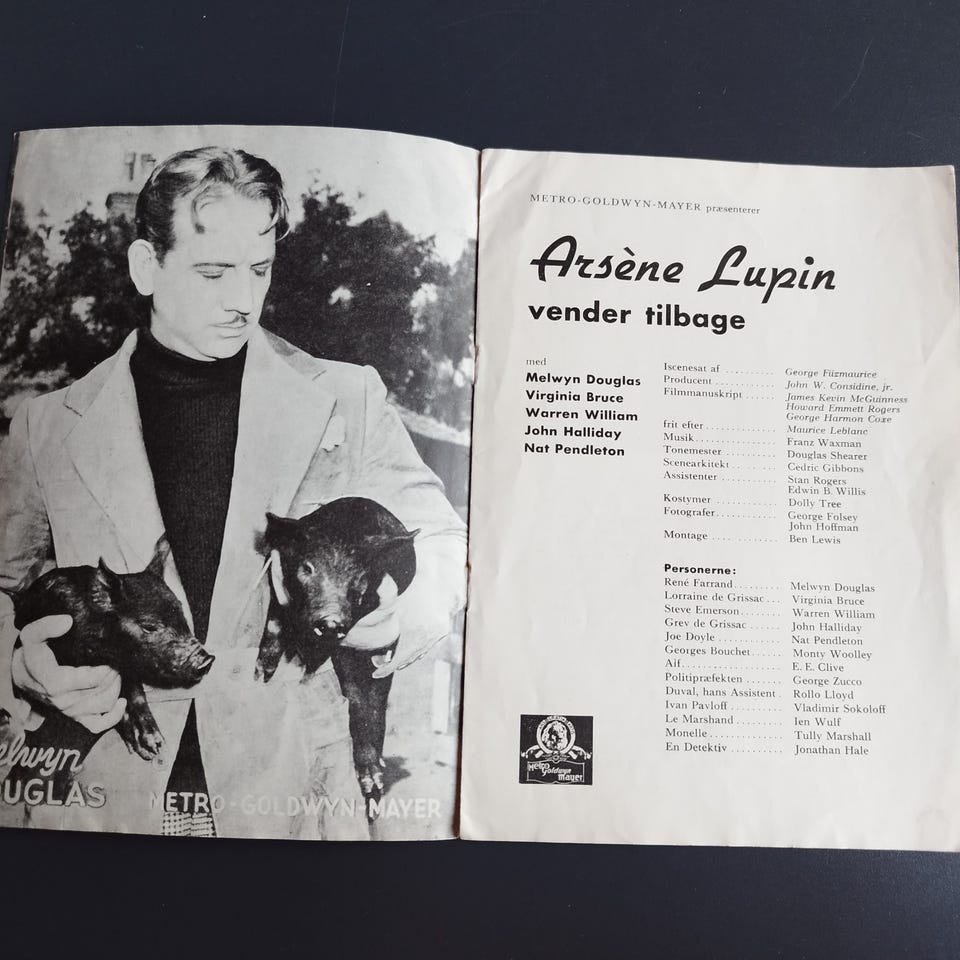 elwyn
OUGLAS
METRO-GOLDWYN-MAYER
METRO-GOLDWYN-MAYER præsenterer
Arsène Lupin
vender tilbage
med
Melwyn Douglas
Virginia Bruce
Warren William
John Halliday
Nat Pendleton
Iscenesat af .......... George Fitzmaurice
Producent ............ John W. Considine, jr.
Filmmanuskript ...... James Kevin McGuinness
Howard Emmett Rogers
George Harmon Coxe
frit efter .............. Maurice Leblanc
Musik................ Franz Waxman
Tonemester .......... Douglas Shearer
Scenearkitekt .. ....... Cedric Gibbons
Assistenter ........... Stan Rogers
Edwin B. Willis
Kostymer ............ Dolly Tree
Fotografer............ George Folsey
John Hoffman
Montage .... ......... Ben Lewis
Personerne:
René Farrand......... Melwyn Douglas
Lorraine de Grissac... Virginia Bruce
Steve Emerson......... Warren William
Grev de Grissac ...... John Halliday
Joe Doyle ............ Nat Pendleton
Georges Bouchet...... Monty Woolley
Alf................... E. E. Clive
Politipræfekten ....... George Zucco
Duval, hans Assistent . Rollo Lloyd
Ivan Pavloff ......... Vladimir Sokoloff
Le Marshand ......... Ien Wulf
Monelle.............. Tully Marshall
En Detektiv .......... Jonathan Hale
Metro
Goldwyn
Mayer